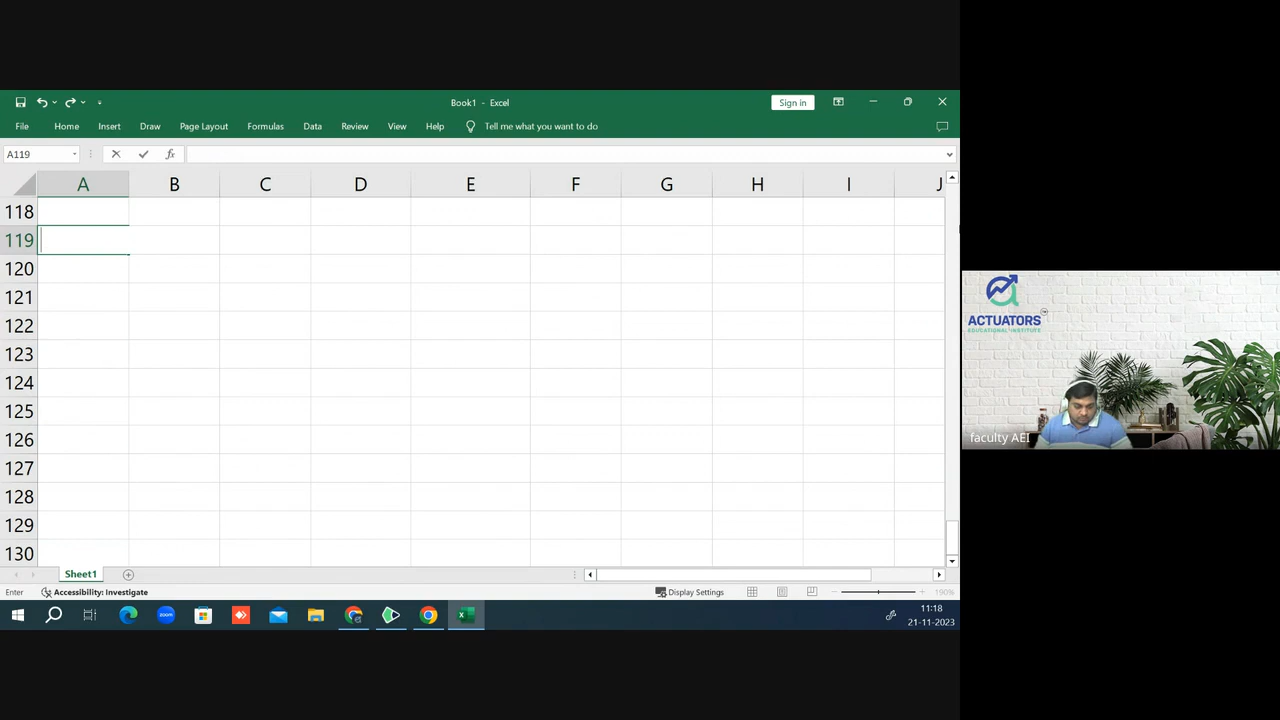 Book1 - Excel
Sign in
File Home Insert Draw Page Layout Formulas Data Review View Help Tell me what you want to do
A119
fx
A B C D E F G H I J
118
119
120
121
122
123
124
125
126
127
128
129
130
Sheet1
Enter Accessibility: Investigate Display Settings 190%
zoom
11:18
21-11-2023
ACTUATORS
EDUCATIONAL INSTITUTE
faculty AEI